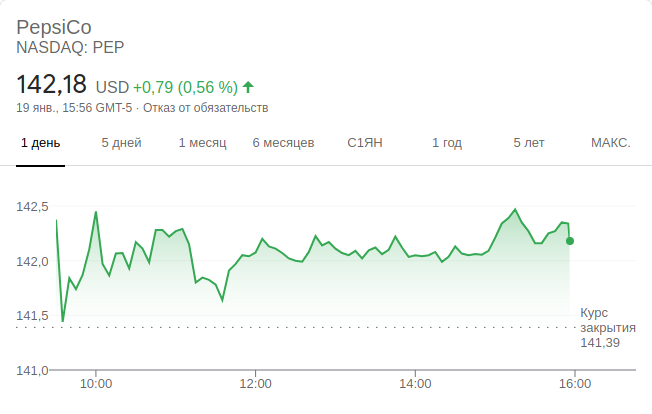 PepsiCo
NASDAQ: PEP
142,18 USD +0,79 (0,56 %)
19 янв., 15:56 GMT-5 · Отказ от обязательств
1 день 5 дней 1 месяц 6 месяцев С1ЯН 1 год 5 лет МАКС.
142,5
142,0
141,5
Курс
закрытия
141,39
141,0
10:00 12:00 14:00 16:00